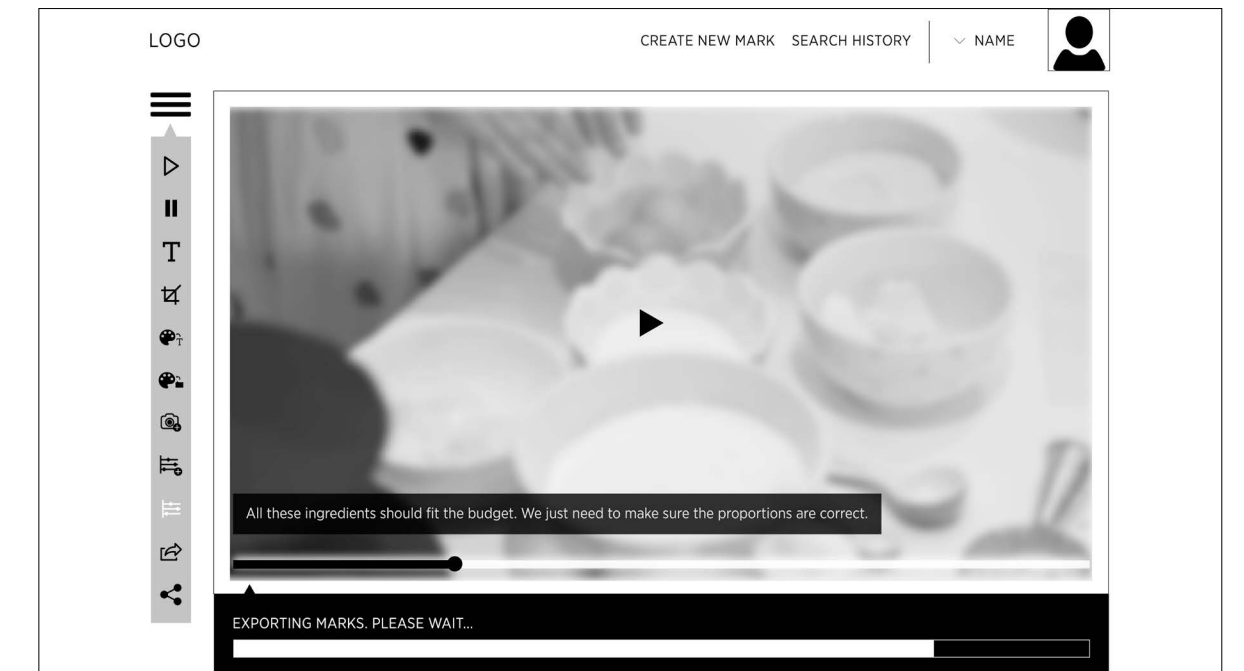 LOGO
CREATE NEW MARK SEARCH HISTORY NAME
T
T
All these ingredients should fit the budget. We just need to make sure the proportions are correct.
EXPORTING MARKS. PLEASE WAIT...